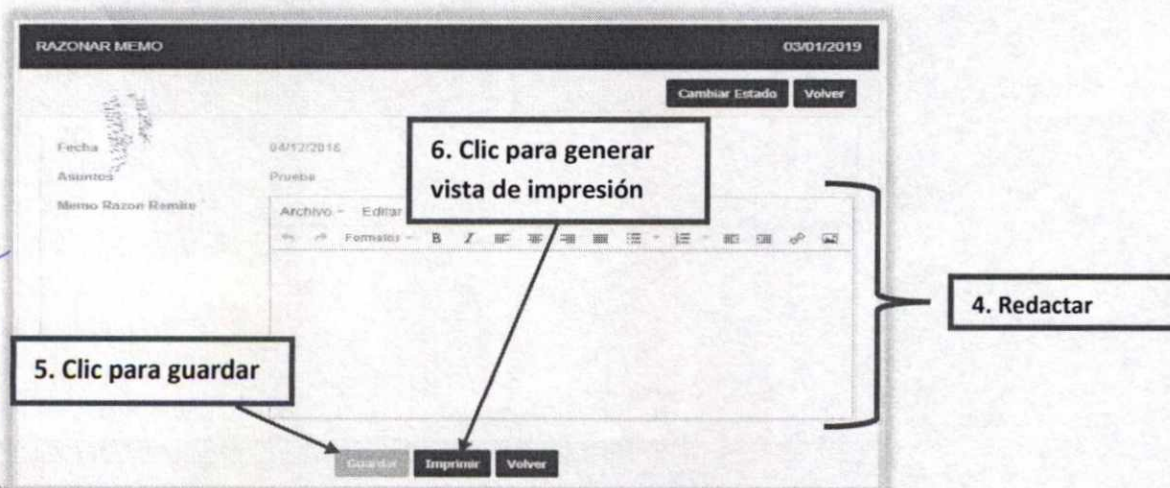 RAZONAR MEMO 03/01/2019
Cambiar Estado Volver
Fecha 04/12/2018
Asuntos Prueba
Memo Razon Remite
6. Clic para generar
vista de impresión
Archivo Editar
Formatos B I
4. Redactar
5. Clic para guardar
Guardar Imprimir Volver